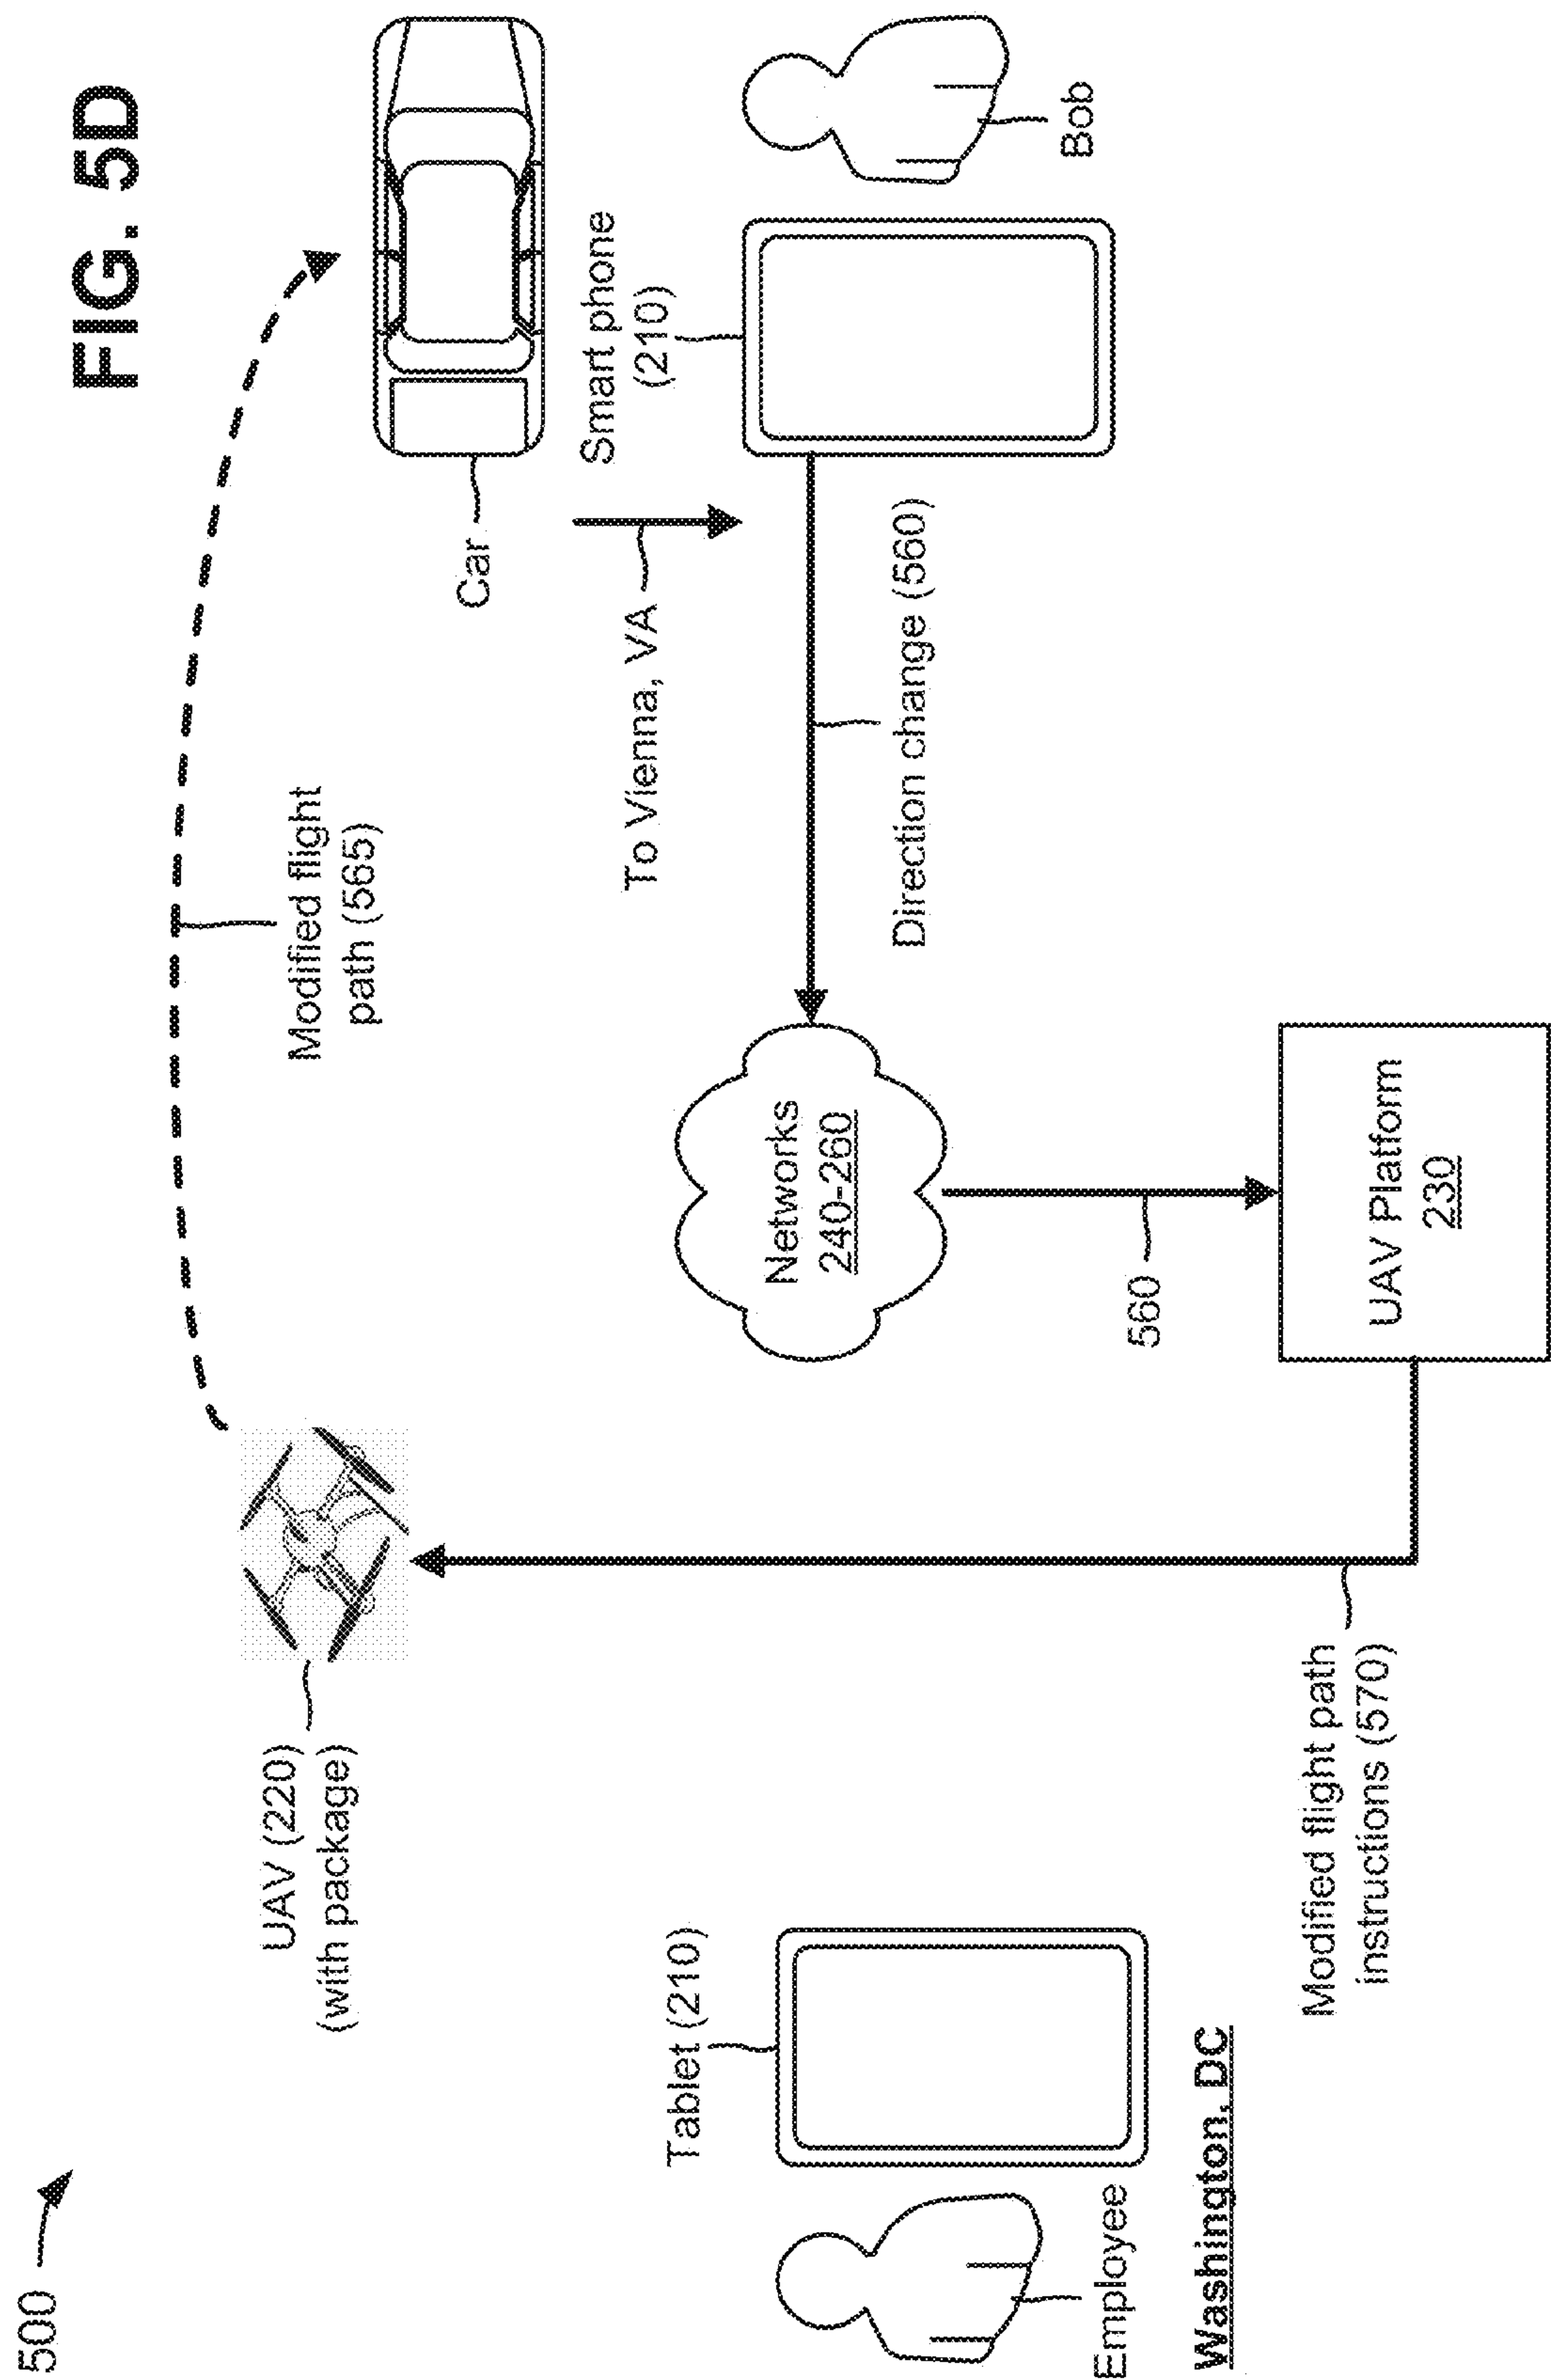 500
FIG. 5D
UAV (220)
(with package)
Modified flight
path (565)
Car
To Vienna, VA
Smart phone
(210)
Tablet (210)
Networks
240-260
Direction change (560)
Bob
Employee
560
Washington, DC
Modified flight path
instructions (570)
UAV Platform
230